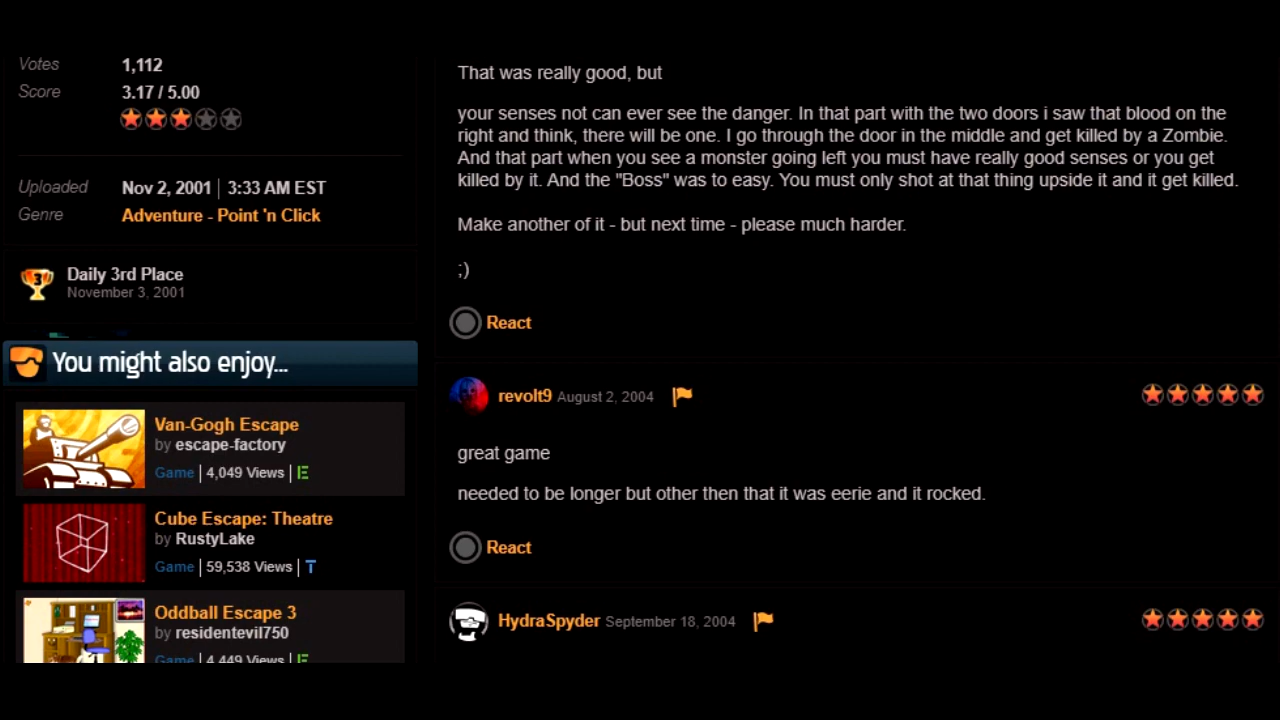 Votes 1,112
Score 3.17 / 5.00
Uploaded Nov 2, 2001 | 3:33 AM EST
Genre Adventure - Point 'n Click
3
Daily 3rd Place
November 3, 2001
You might also enjoy...
Van-Gogh Escape
by escape-factory
Game | 4,049 Views | E
Cube Escape: Theatre
by RustyLake
Game | 59,538 Views | T
Oddball Escape 3
by residentevil750
Game | 4,449 Views | E
That was really good, but
your senses not can ever see the danger. In that part with the two doors i saw that blood on the
right and think, there will be one. I go through the door in the middle and get killed by a Zombie.
And that part when you see a monster going left you must have really good senses or you get
killed by it. And the "Boss" was to easy. You must only shot at that thing upside it and it get killed.
Make another of it - but next time - please much harder.
;)
React
revolt9 August 2, 2004
great game
needed to be longer but other then that it was eerie and it rocked.
React
HydraSpyder September 18, 2004